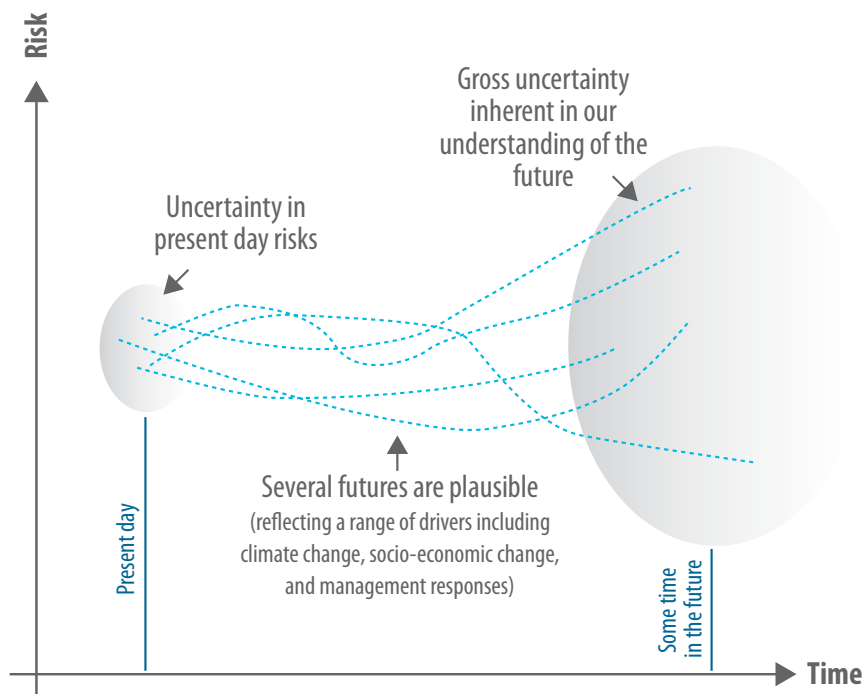 Risk
Gross uncertainty
inherent in our
understanding of the
future
Uncertainty in
present day risks
Several futures are plausible
(reflecting a range of drivers including
climate change, socio-economic change,
and management responses)
Present day
Some time
in the future
Time